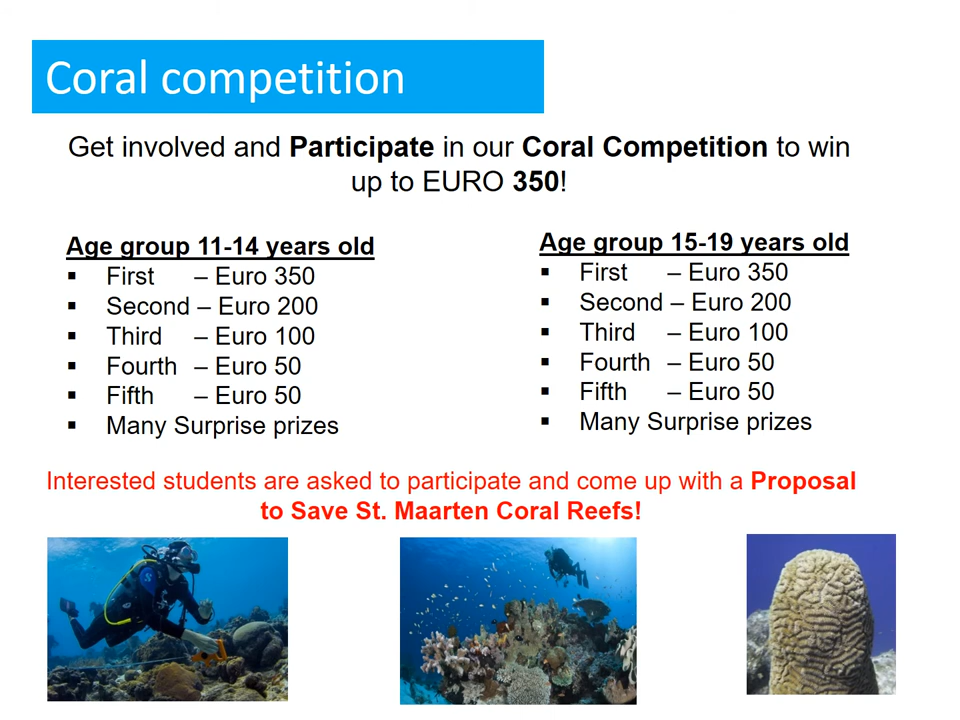 Coral competition
Get involved and Participate in our Coral Competition to win
up to EURO 350!
Age group 11-14 years old
▪ First – Euro 350
▪ Second – Euro 200
▪ Third – Euro 100
▪ Fourth – Euro 50
▪ Fifth – Euro 50
▪ Many Surprise prizes
Age group 15-19 years old
▪ First – Euro 350
▪ Second – Euro 200
▪ Third – Euro 100
▪ Fourth – Euro 50
▪ Fifth – Euro 50
▪ Many Surprise prizes
Interested students are asked to participate and come up with a Proposal
to Save St. Maarten Coral Reefs!